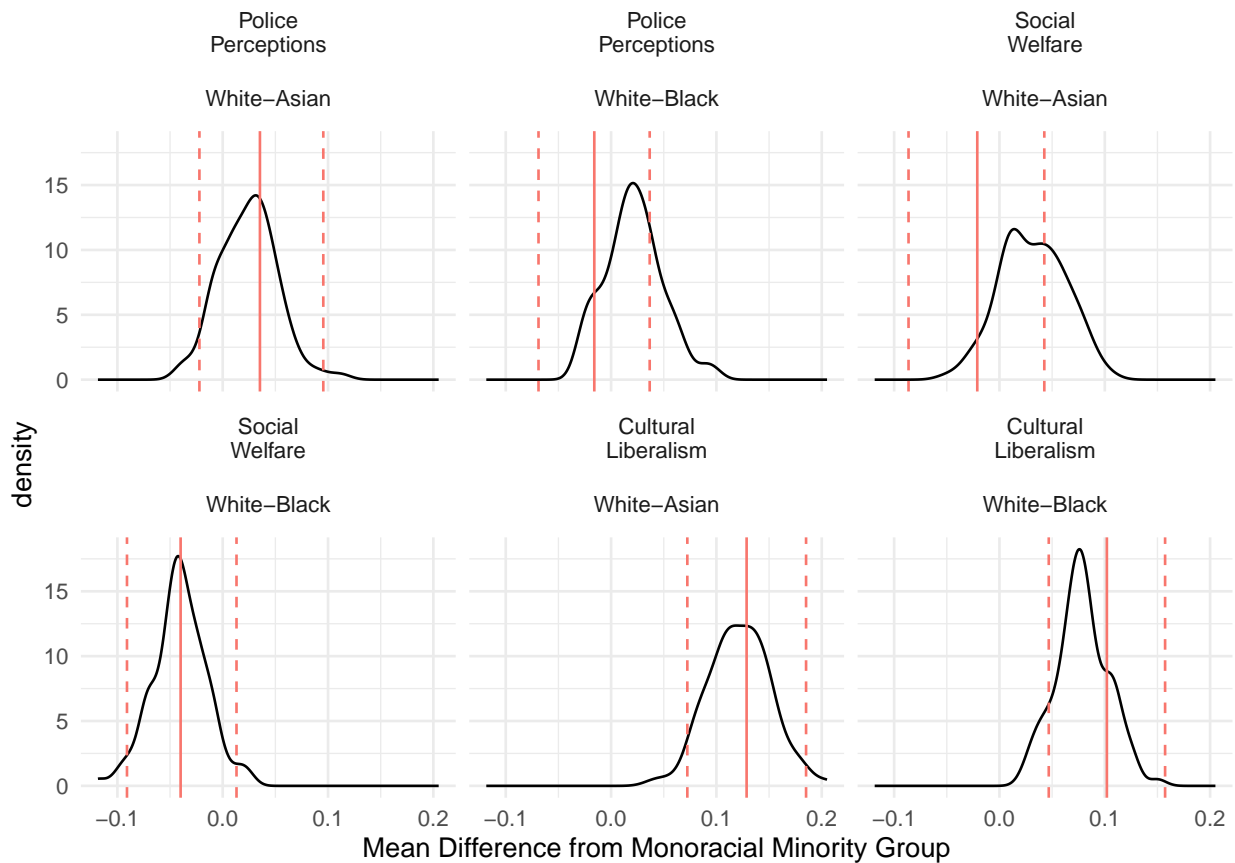 Police
Perceptions
White−Asian
Police
Perceptions
White−Black
Social
Welfare
White−Asian
15
10
5
0
Social
Welfare
White−Black
Cultural
Liberalism
White−Asian
Cultural
Liberalism
White−Black
15
10
5
0
density
−0.1 0.0 0.1 0.2 −0.1 0.0 0.1 0.2 −0.1 0.0 0.1 0.2
Mean Difference from Monoracial Minority Group